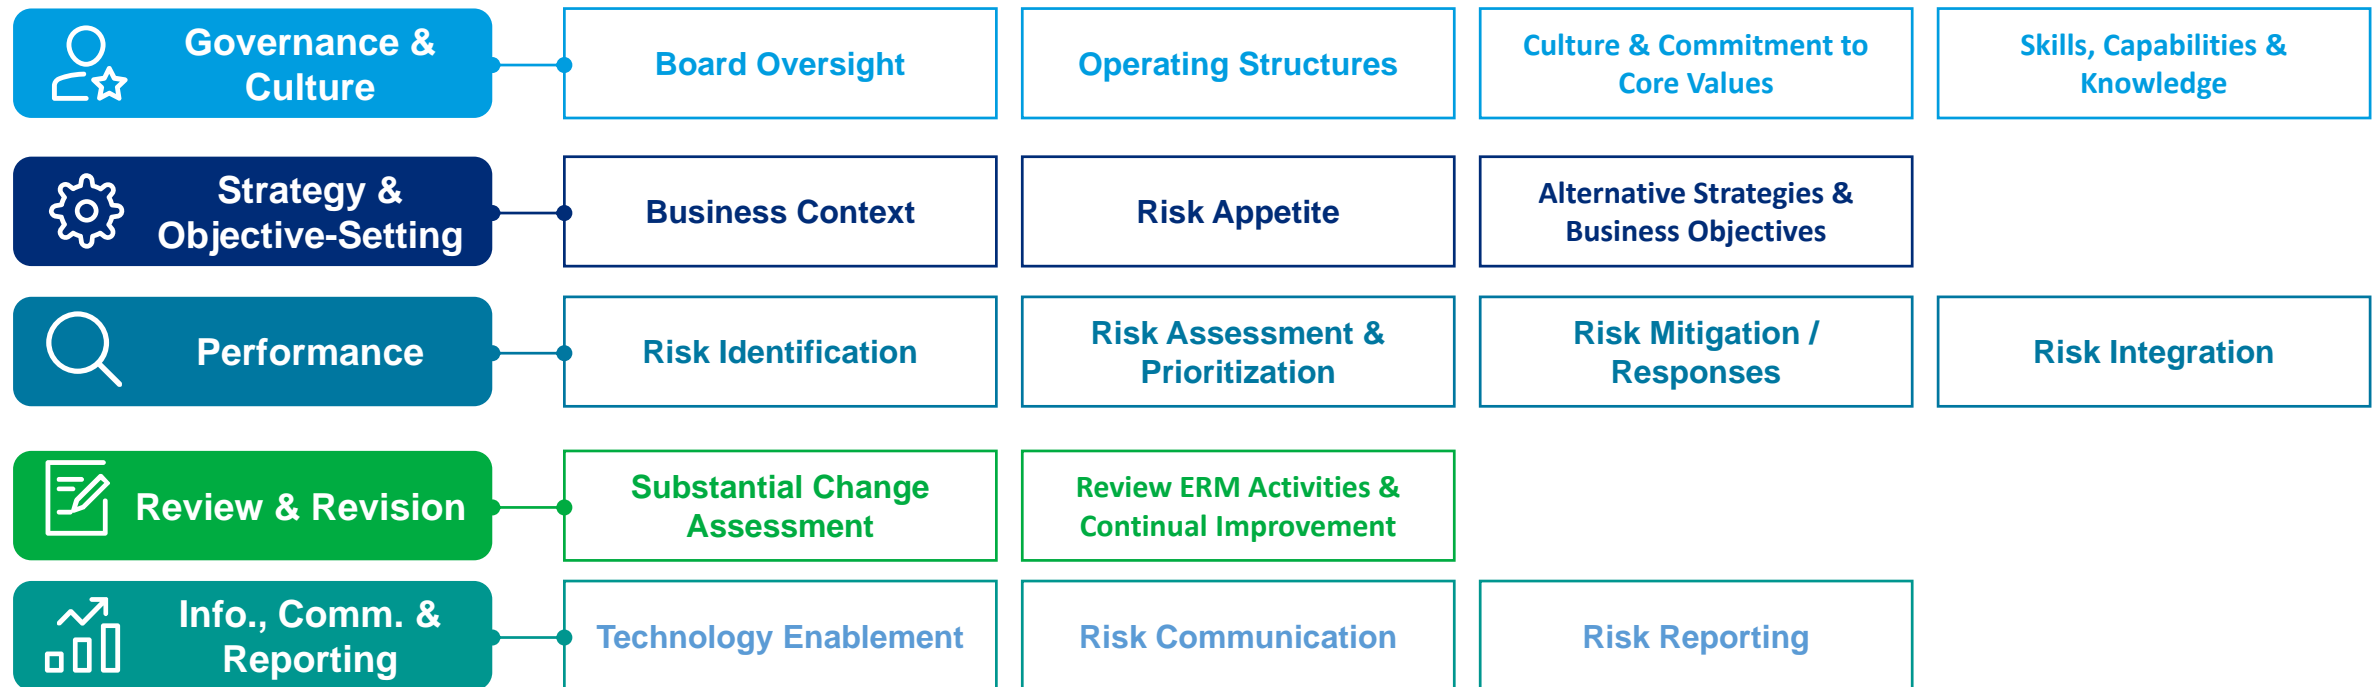 Governance &
Culture
Board Oversight
Operating Structures
Culture & Commitment to
Core Values
Skills, Capabilities &
Knowledge
Strategy &
Objective-Setting
Business Context
Risk Appetite
Alternative Strategies &
Business Objectives
Performance
Risk Identification
Risk Assessment &
Prioritization
Risk Mitigation /
Responses
Risk Integration
Review & Revision
Substantial Change
Assessment
Review ERM Activities &
Continual Improvement
Info., Comm. &
Reporting
Technology Enablement
Risk Communication
Risk Reporting